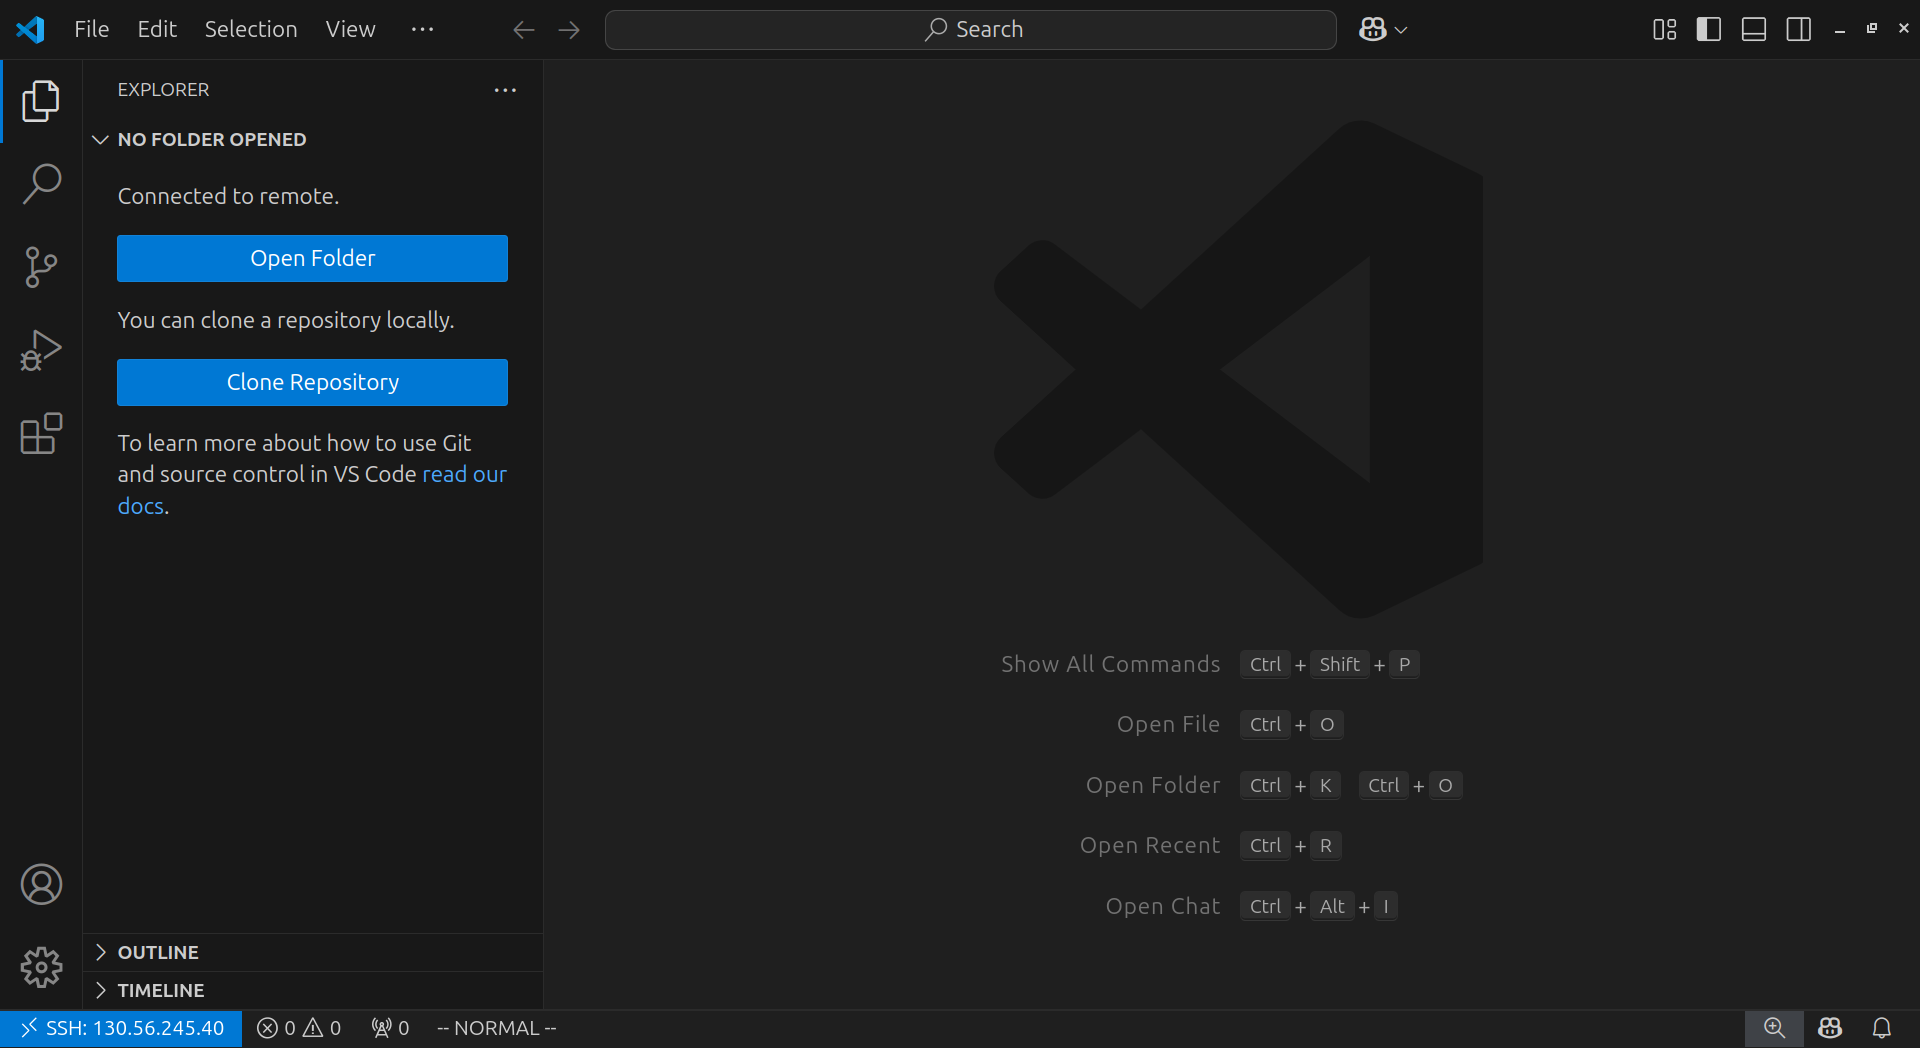 File Edit Selection View ···
Search
EXPLORER ···
NO FOLDER OPENED
Connected to remote.
Open Folder
You can clone a repository locally.
Clone Repository
To learn more about how to use Git
and source control in VS Code read our
docs.
Show All Commands Ctrl + Shift + P
Open File Ctrl + O
Open Folder Ctrl + K Ctrl + O
Open Recent Ctrl + R
Open Chat Ctrl + Alt + I
OUTLINE
TIMELINE
SSH: 130.56.245.40 0 0 0 -- NORMAL --